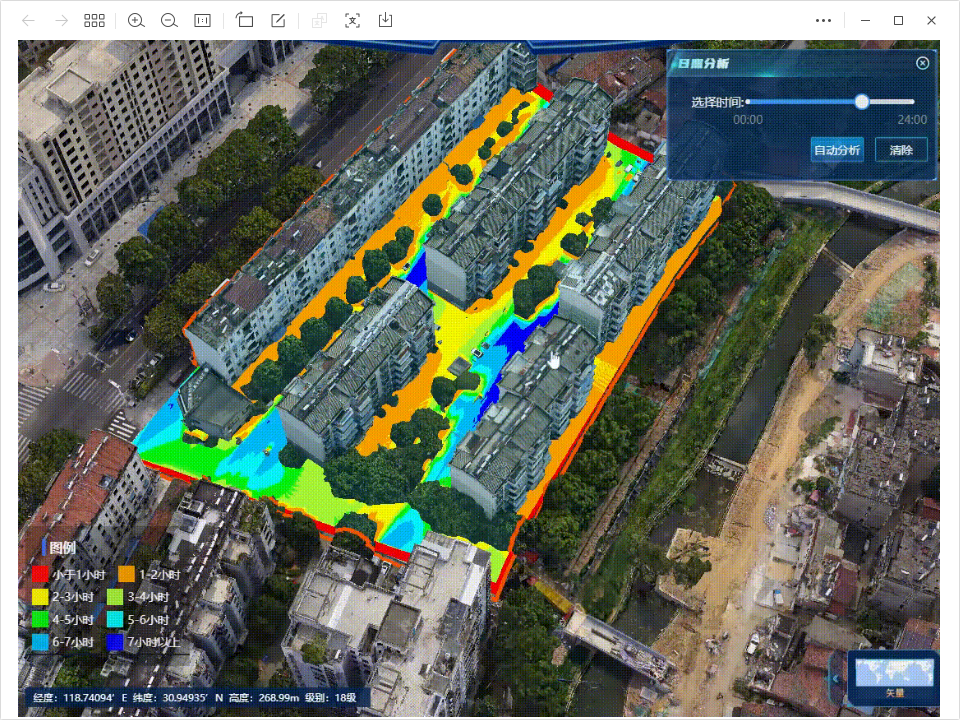 日照分析
选择时间:
00:00 24:00
自动分析 清除
图例
小于1小时 1-2小时
2-3小时 3-4小时
4-5小时 5-6小时
6-7小时 7小时以上
经度：118.74094° E 纬度：30.94935° N 高度：268.99m 级别：18级
矢量